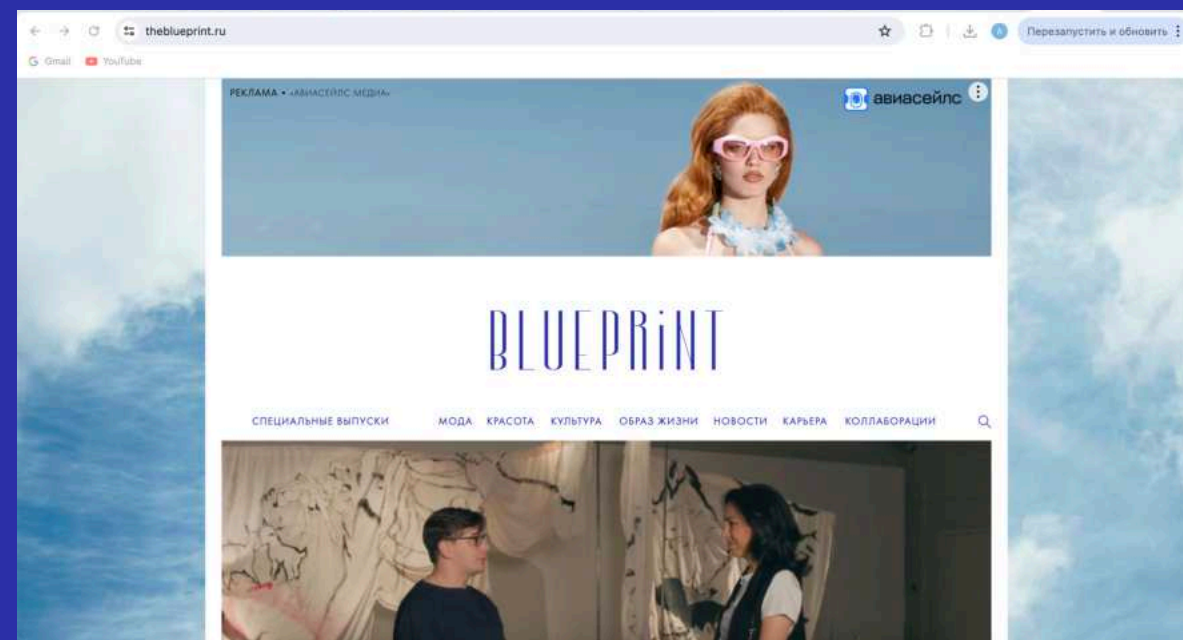 theblueprint.ru
Перезапустить и обновить
G Gmail
YouTube
РЕКЛАМА • «АВИАСЕЙЛС МЕДИА»
авиасейлс
BLUEPRiNT
СПЕЦИАЛЬНЫЕ ВЫПУСКИ МОДА КРАСОТА КУЛЬТУРА ОБРАЗ ЖИЗНИ НОВОСТИ КАРЬЕРА КОЛЛАБОРАЦИИ